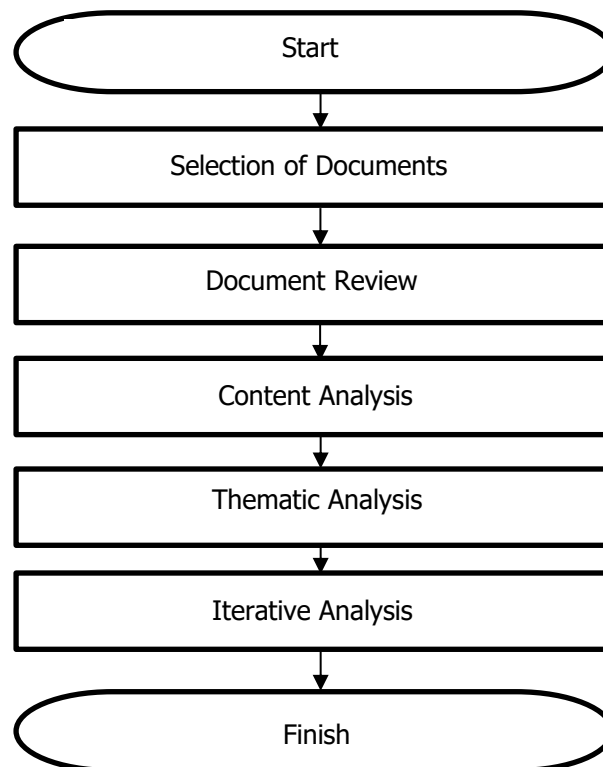 Start
Selection of Documents
Document Review
Content Analysis
Thematic Analysis
Iterative Analysis
Finish